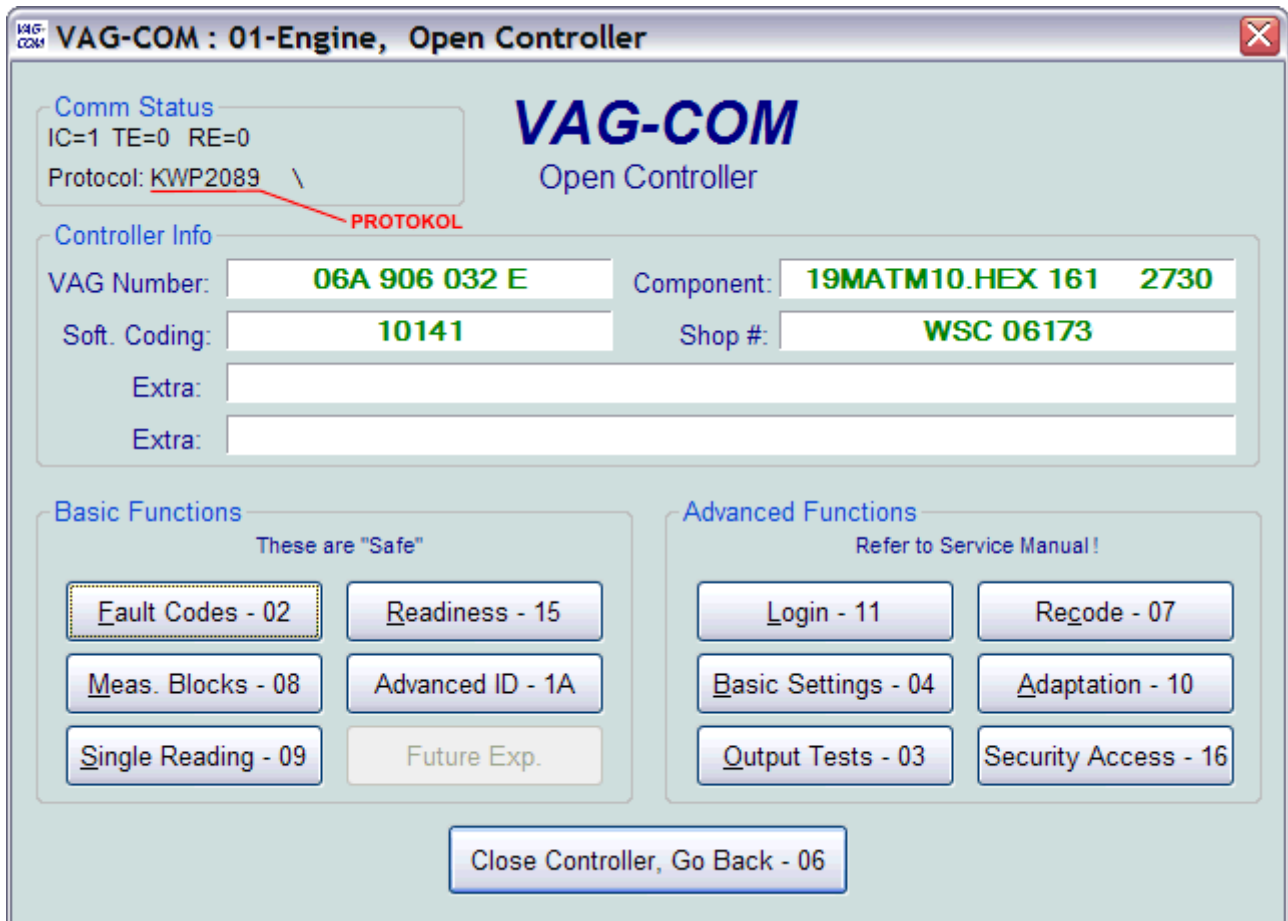 VAG-COM
VAG-COM : 01-Engine, Open Controller
Comm Status
IC=1 TE=0 RE=0
Protocol: KWP2089 \
PROTOKOL
VAG-COM
Open Controller
Controller Info
VAG Number: 06A 906 032 E Component: 19MATM10.HEX 161 2730
Soft. Coding: 10141 Shop #: WSC 06173
Extra:
Extra:
Basic Functions
These are "Safe"
Fault Codes - 02 Readiness - 15
Meas. Blocks - 08 Advanced ID - 1A
Single Reading - 09 Future Exp.
Advanced Functions
Refer to Service Manual!
Login - 11 Recode - 07
Basic Settings - 04 Adaptation - 10
Output Tests - 03 Security Access - 16
Close Controller, Go Back - 06